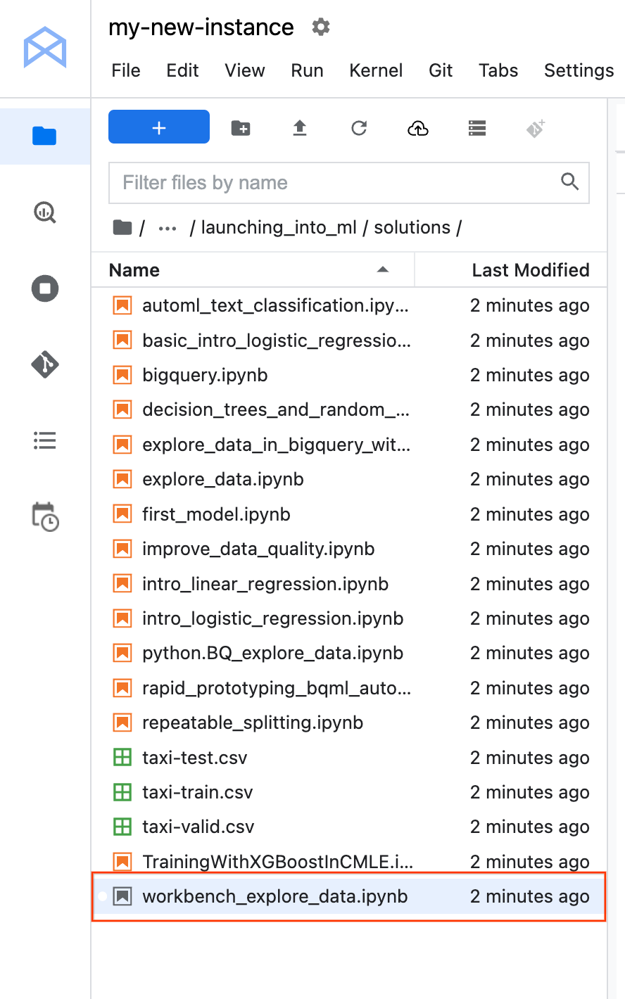 my-new-instance
File Edit View Run Kernel Git Tabs Settings
+
Filter files by name
/ ... / launching_into_ml / solutions /
Name Last Modified
automl_text_classification.ipy... 2 minutes ago
basic_intro_logistic_regressio... 2 minutes ago
bigquery.ipynb 2 minutes ago
decision_trees_and_random_... 2 minutes ago
explore_data_in_bigquery_wit... 2 minutes ago
explore_data.ipynb 2 minutes ago
first_model.ipynb 2 minutes ago
improve_data_quality.ipynb 2 minutes ago
intro_linear_regression.ipynb 2 minutes ago
intro_logistic_regression.ipynb 2 minutes ago
python.BQ_explore_data.ipynb 2 minutes ago
rapid_prototyping_bqml_auto... 2 minutes ago
repeatable_splitting.ipynb 2 minutes ago
taxi-test.csv 2 minutes ago
taxi-train.csv 2 minutes ago
taxi-valid.csv 2 minutes ago
TrainingWithXGBoostInCMLE.i... 2 minutes ago
workbench_explore_data.ipynb 2 minutes ago